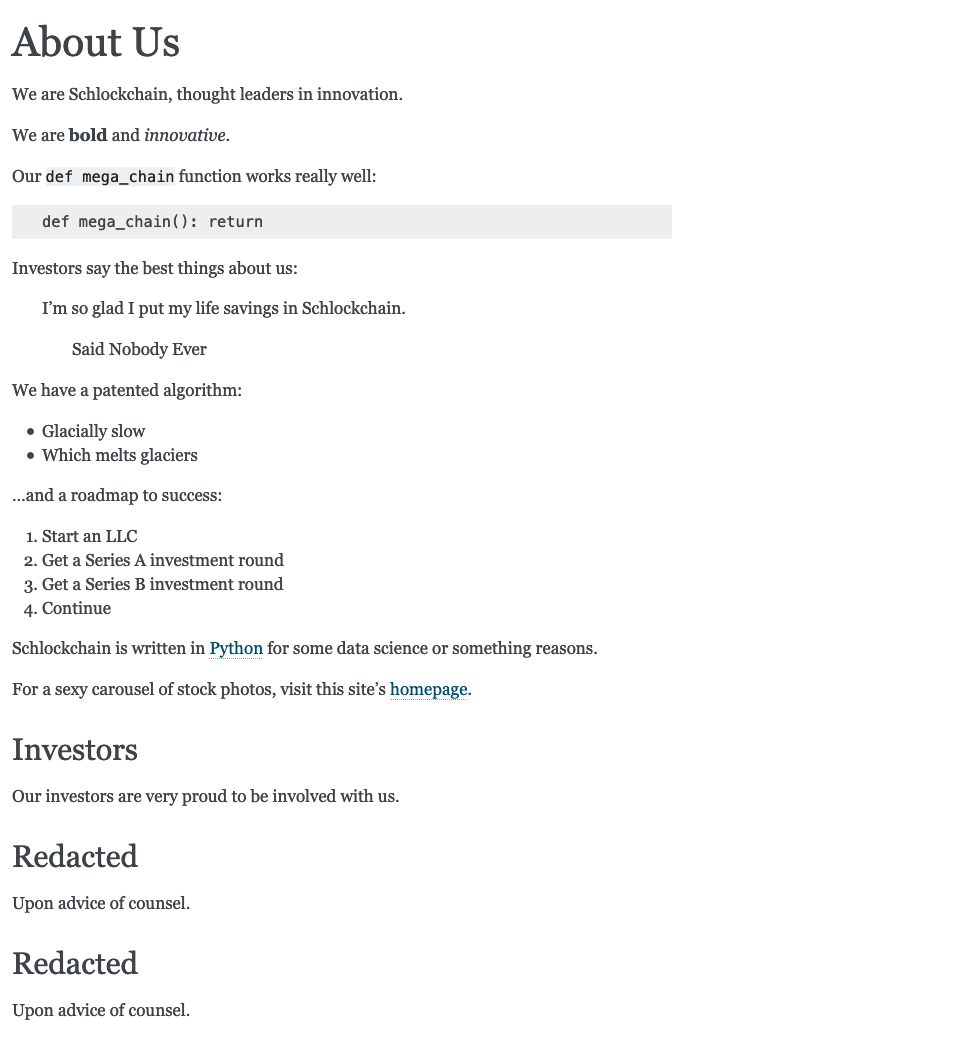 About Us
We are Schlockchain, thought leaders in innovation.
We are bold and innovative.
Our def mega_chain function works really well:
def mega_chain(): return
Investors say the best things about us:
I’m so glad I put my life savings in Schlockchain.
Said Nobody Ever
We have a patented algorithm:
• Glacially slow
• Which melts glaciers
…and a roadmap to success:
1. Start an LLC
2. Get a Series A investment round
3. Get a Series B investment round
4. Continue
Schlockchain is written in Python for some data science or something reasons.
For a sexy carousel of stock photos, visit this site’s homepage.
Investors
Our investors are very proud to be involved with us.
Redacted
Upon advice of counsel.
Redacted
Upon advice of counsel.